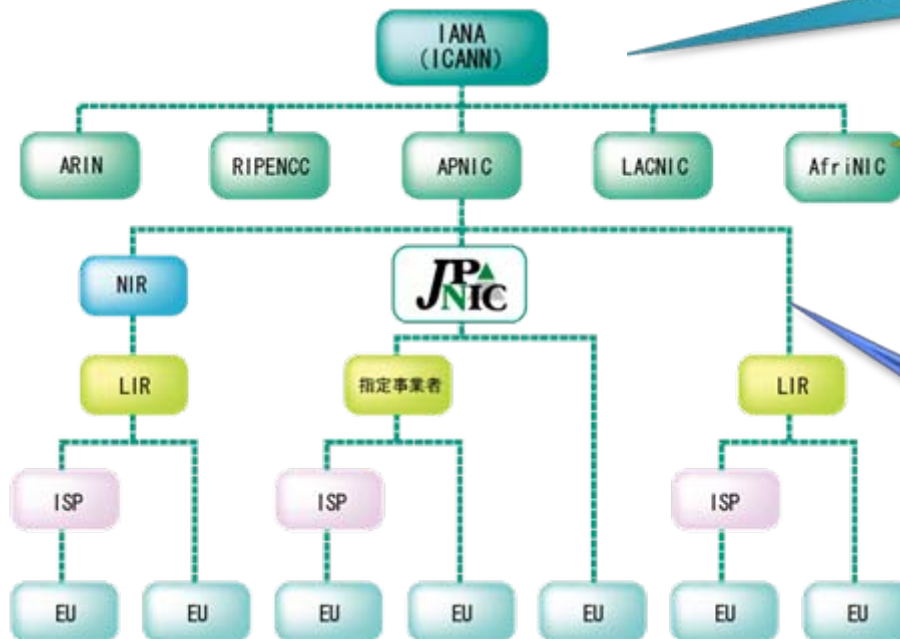 IANA
(ICANN)
ARIN
RIPENCC
APNIC
LACNIC
AfriNIC
NIR
JPNIC
LIR
指定事業者
LIR
ISP
ISP
ISP
EU
EU
EU
EU
EU
EU
EU